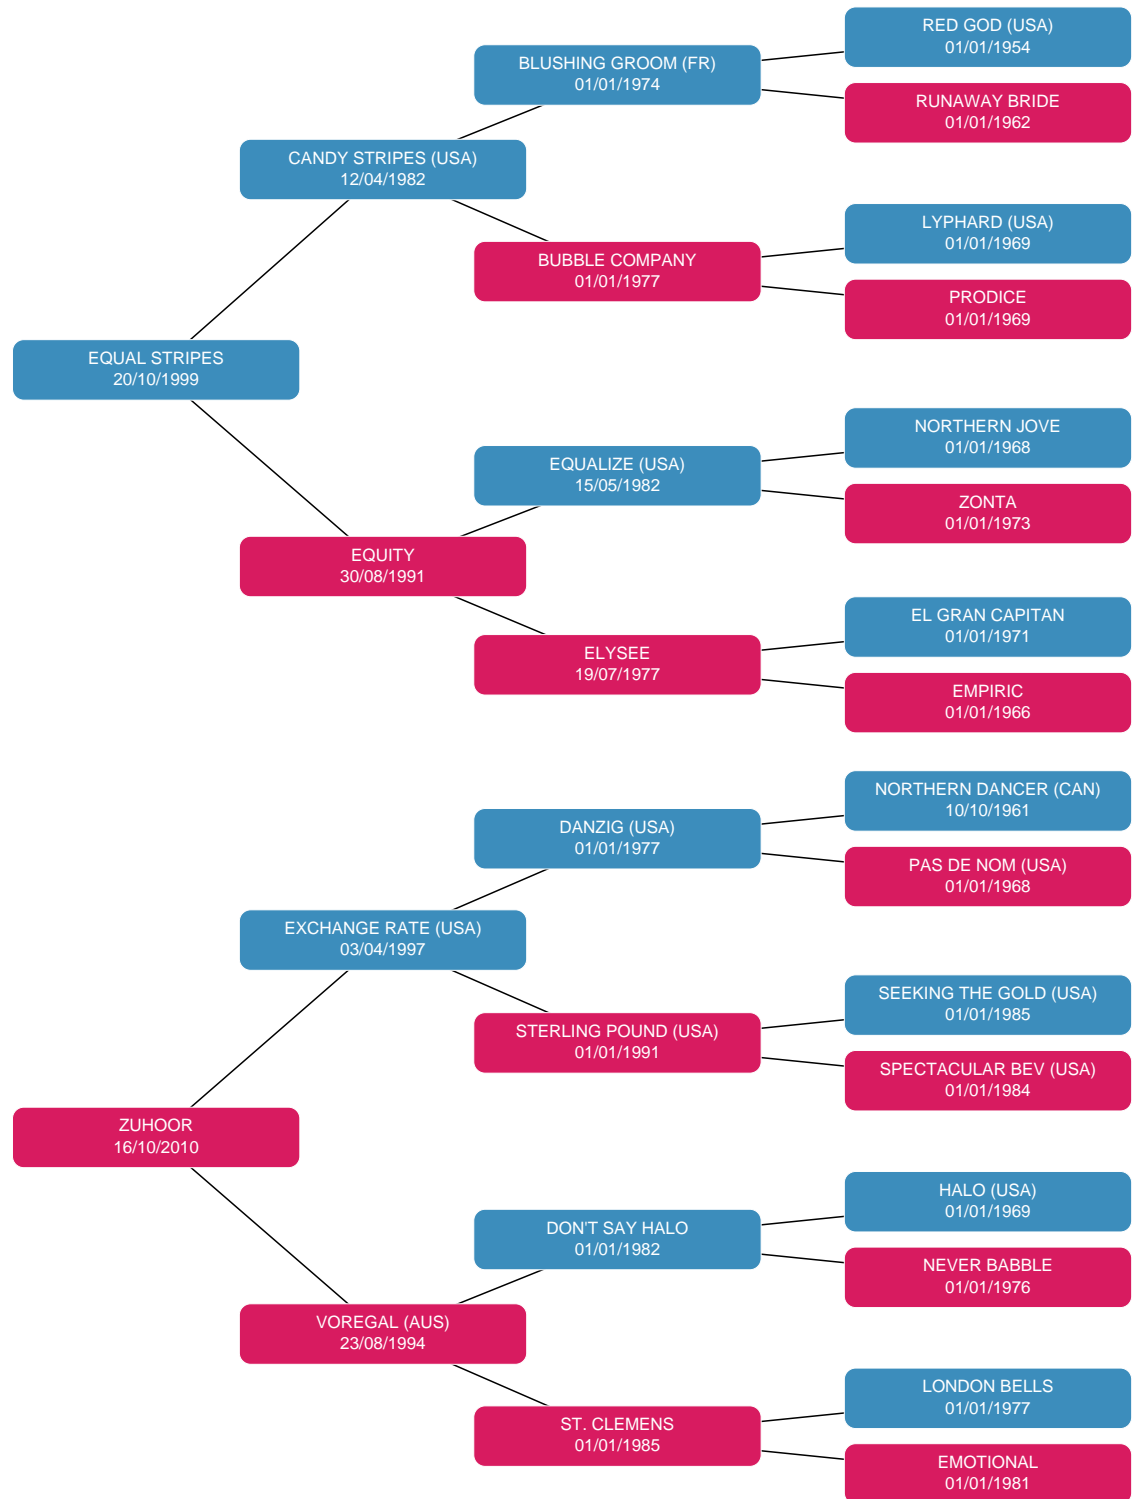 RED GOD (USA)
01/01/1954
BLUSHING GROOM (FR)
01/01/1974
RUNAWAY BRIDE
01/01/1962
CANDY STRIPES (USA)
12/04/1982
LYPHARD (USA)
01/01/1969
BUBBLE COMPANY
01/01/1977
PRODICE
01/01/1969
EQUAL STRIPES
20/10/1999
NORTHERN JOVE
01/01/1968
EQUALIZE (USA)
15/05/1982
ZONTA
01/01/1973
EQUITY
30/08/1991
EL GRAN CAPITAN
01/01/1971
ELYSEE
19/07/1977
EMPIRIC
01/01/1966
NORTHERN DANCER (CAN)
10/10/1961
DANZIG (USA)
01/01/1977
PAS DE NOM (USA)
01/01/1968
EXCHANGE RATE (USA)
03/04/1997
SEEKING THE GOLD (USA)
01/01/1985
STERLING POUND (USA)
01/01/1991
SPECTACULAR BEV (USA)
01/01/1984
ZUHOOR
16/10/2010
HALO (USA)
01/01/1969
DON'T SAY HALO
01/01/1982
NEVER BABBLE
01/01/1976
VOREGAL (AUS)
23/08/1994
LONDON BELLS
01/01/1977
ST. CLEMENS
01/01/1985
EMOTIONAL
01/01/1981